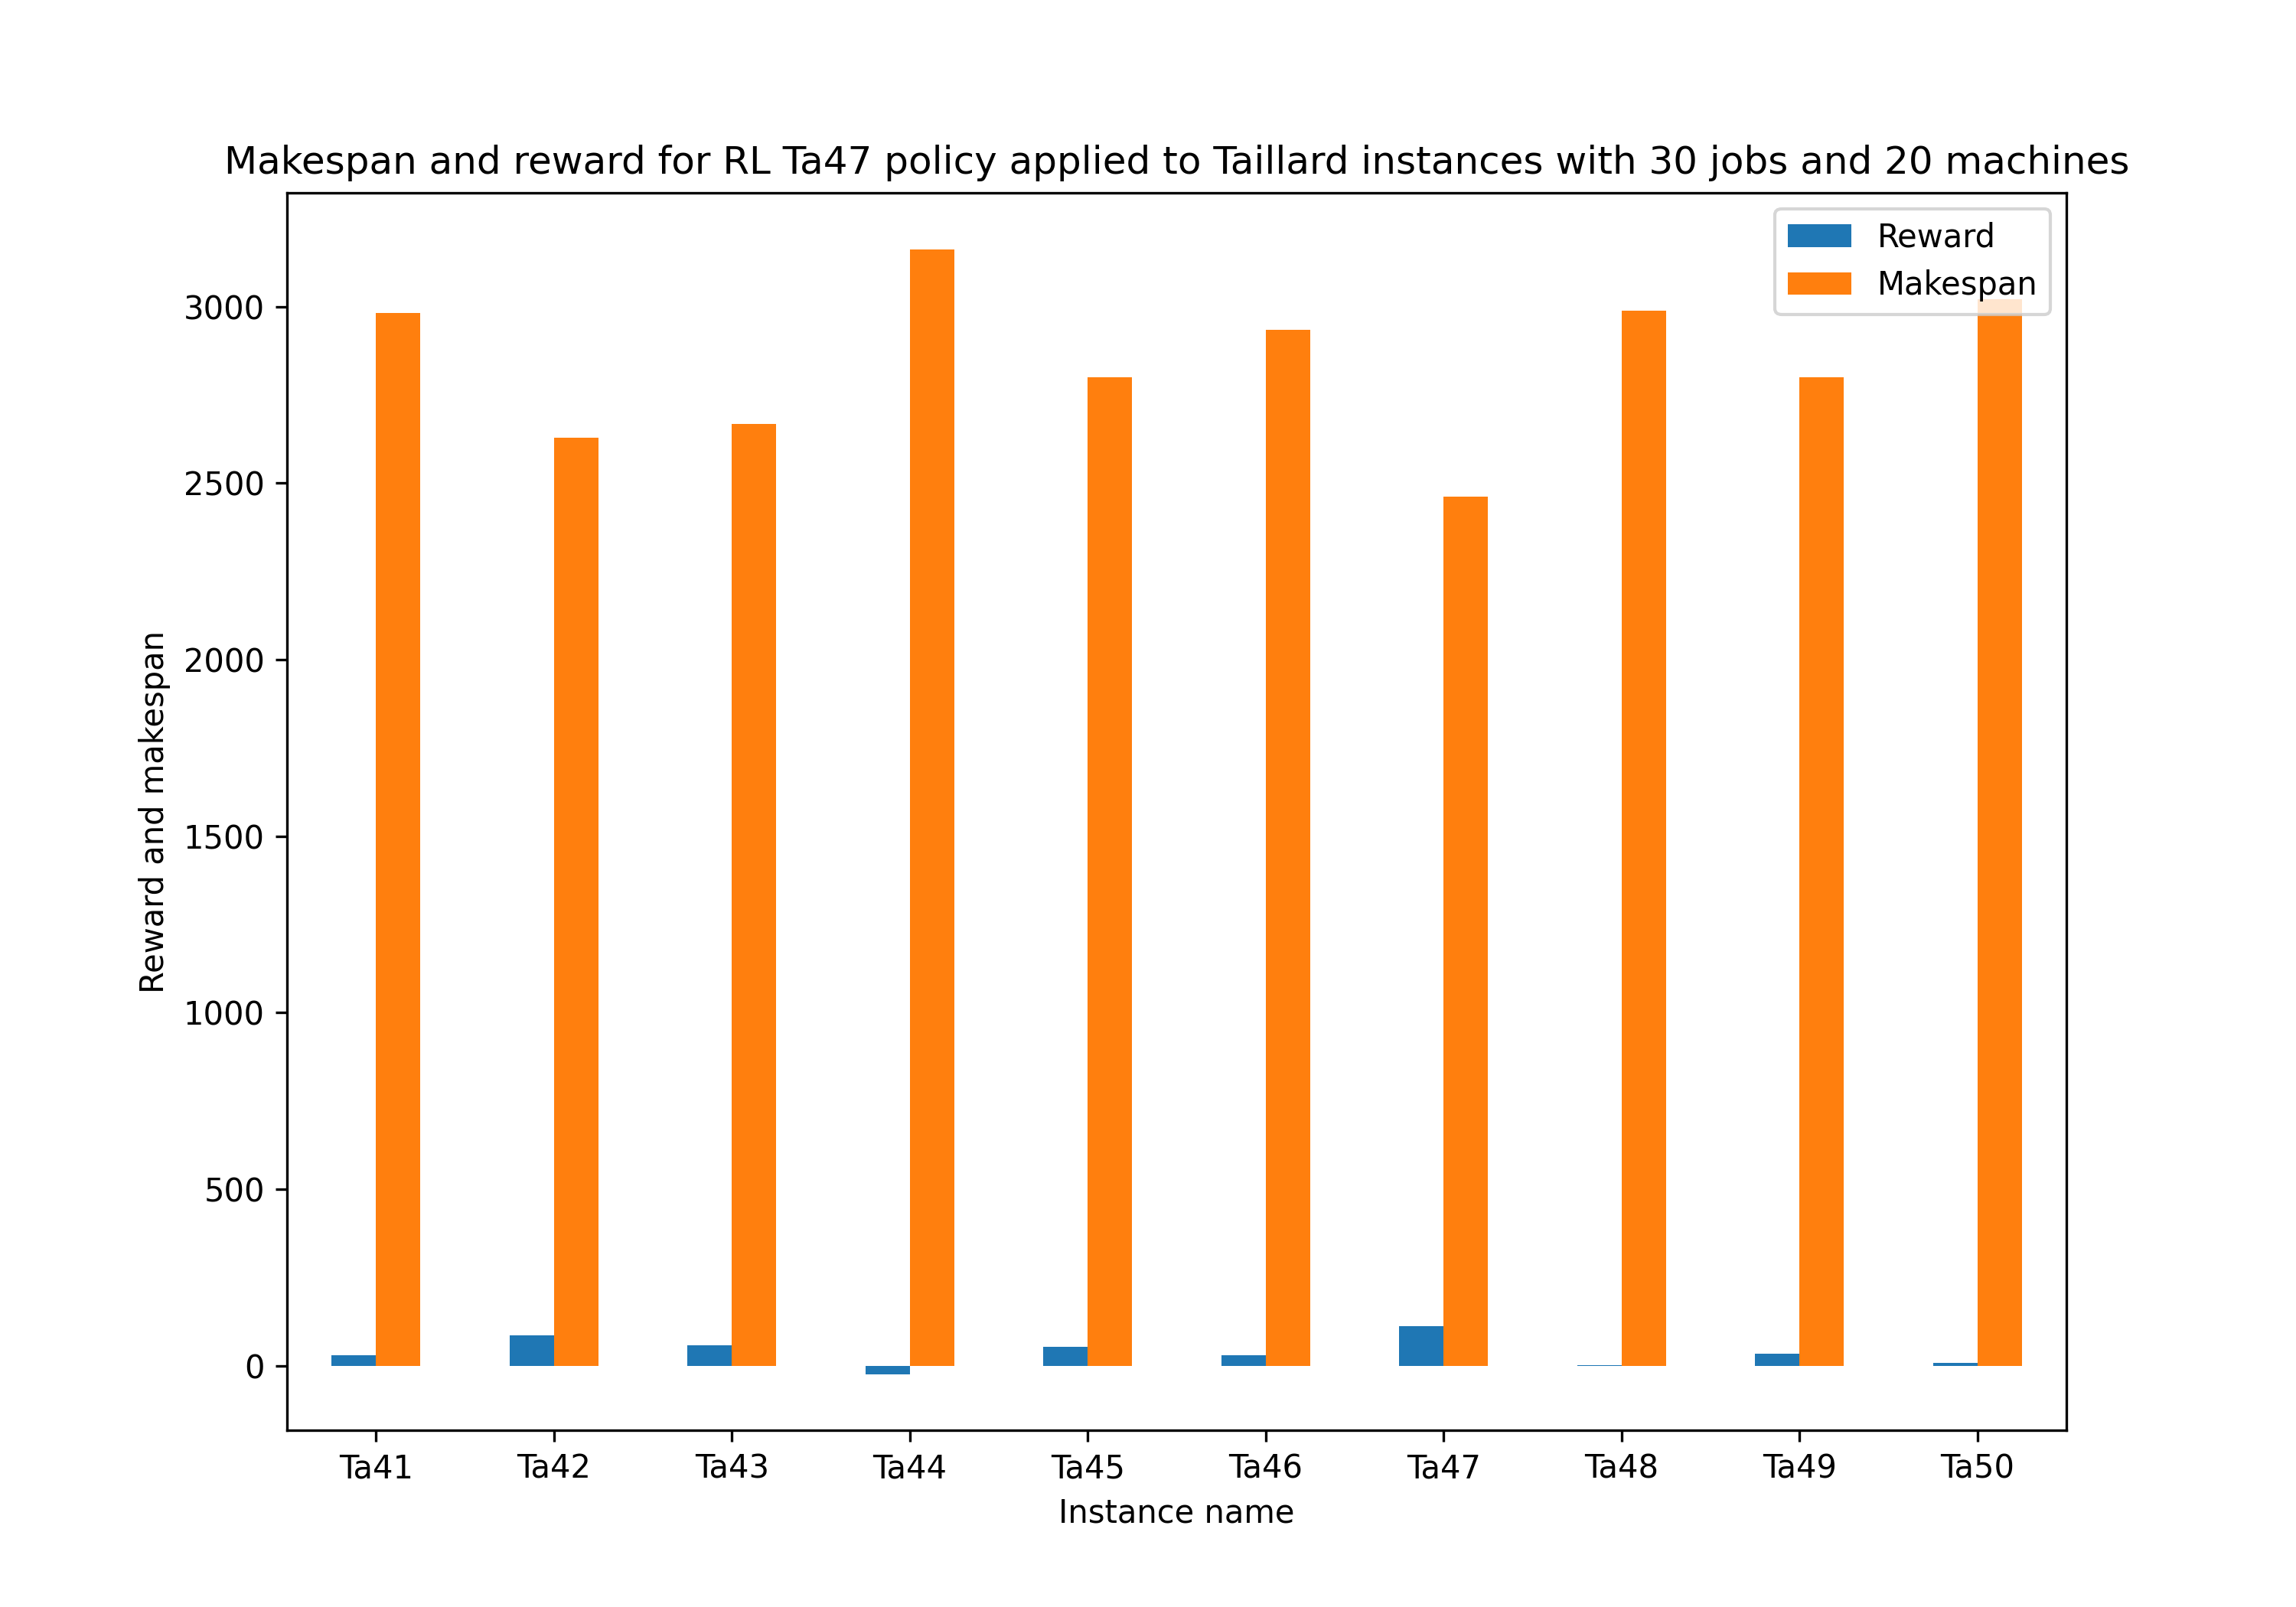 Makespan and reward for RL Ta47 policy applied to Taillard instances with 30 jobs and 20 machines
Reward
Makespan
Reward and makespan
3000
2500
2000
1500
1000
500
0
Ta41 Ta42 Ta43 Ta44 Ta45 Ta46 Ta47 Ta48 Ta49 Ta50
Instance name